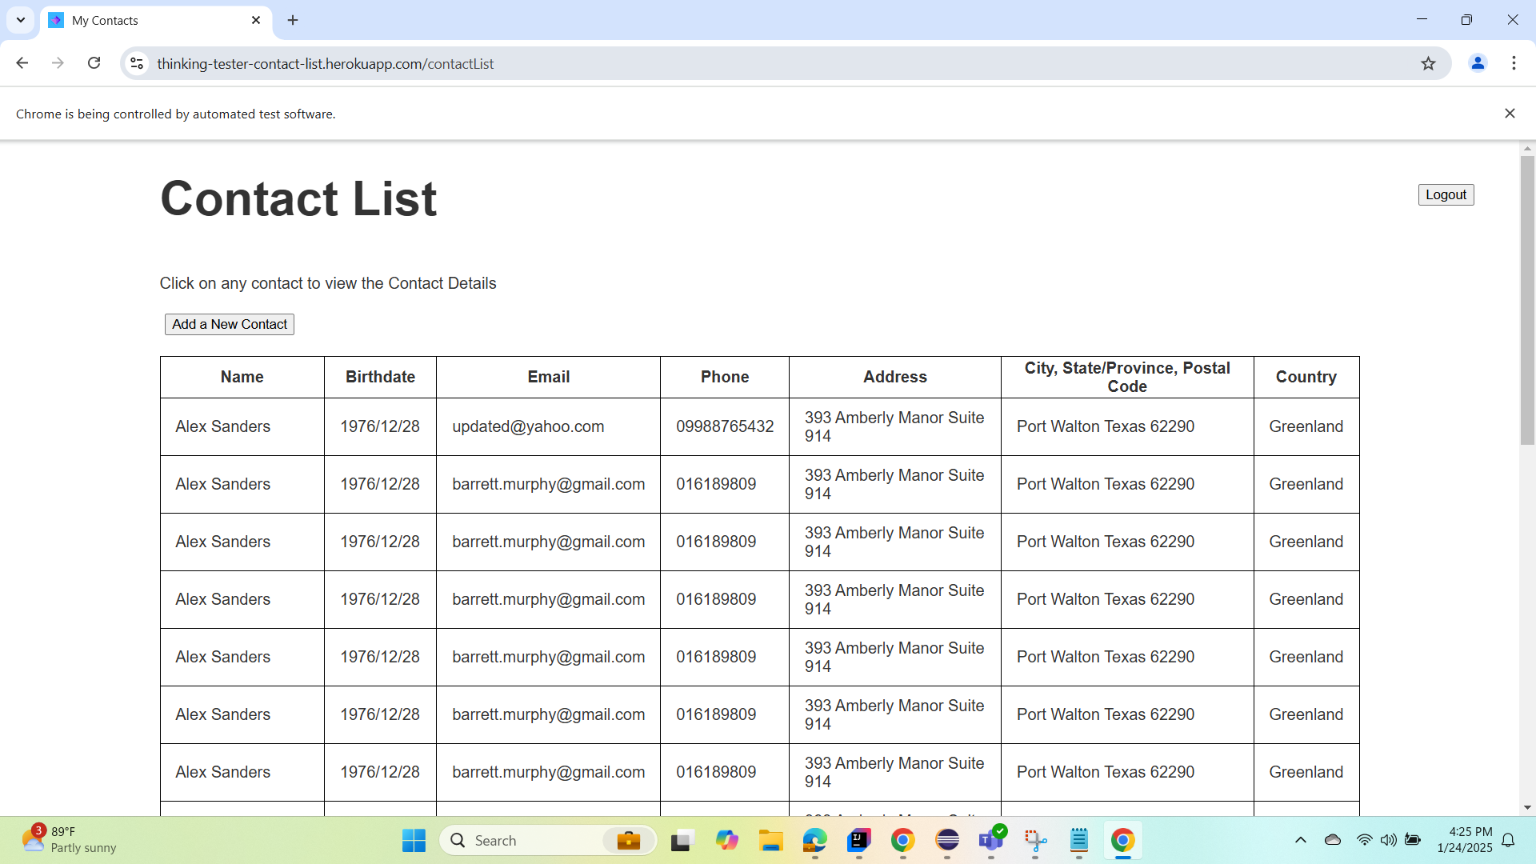 My Contacts
thinking-tester-contact-list.herokuapp.com/contactList
Chrome is being controlled by automated test software.
Contact List
Logout
Click on any contact to view the Contact Details
Add a New Contact
Name Birthdate Email Phone Address City, State/Province, Postal Code Country
Alex Sanders 1976/12/28 updated@yahoo.com 09988765432 393 Amberly Manor Suite 914 Port Walton Texas 62290 Greenland
Alex Sanders 1976/12/28 barrett.murphy@gmail.com 016189809 393 Amberly Manor Suite 914 Port Walton Texas 62290 Greenland
Alex Sanders 1976/12/28 barrett.murphy@gmail.com 016189809 393 Amberly Manor Suite 914 Port Walton Texas 62290 Greenland
Alex Sanders 1976/12/28 barrett.murphy@gmail.com 016189809 393 Amberly Manor Suite 914 Port Walton Texas 62290 Greenland
Alex Sanders 1976/12/28 barrett.murphy@gmail.com 016189809 393 Amberly Manor Suite 914 Port Walton Texas 62290 Greenland
Alex Sanders 1976/12/28 barrett.murphy@gmail.com 016189809 393 Amberly Manor Suite 914 Port Walton Texas 62290 Greenland
Alex Sanders 1976/12/28 barrett.murphy@gmail.com 016189809 393 Amberly Manor Suite 914 Port Walton Texas 62290 Greenland
3
89°F
Partly sunny
Search
4:25 PM
1/24/2025